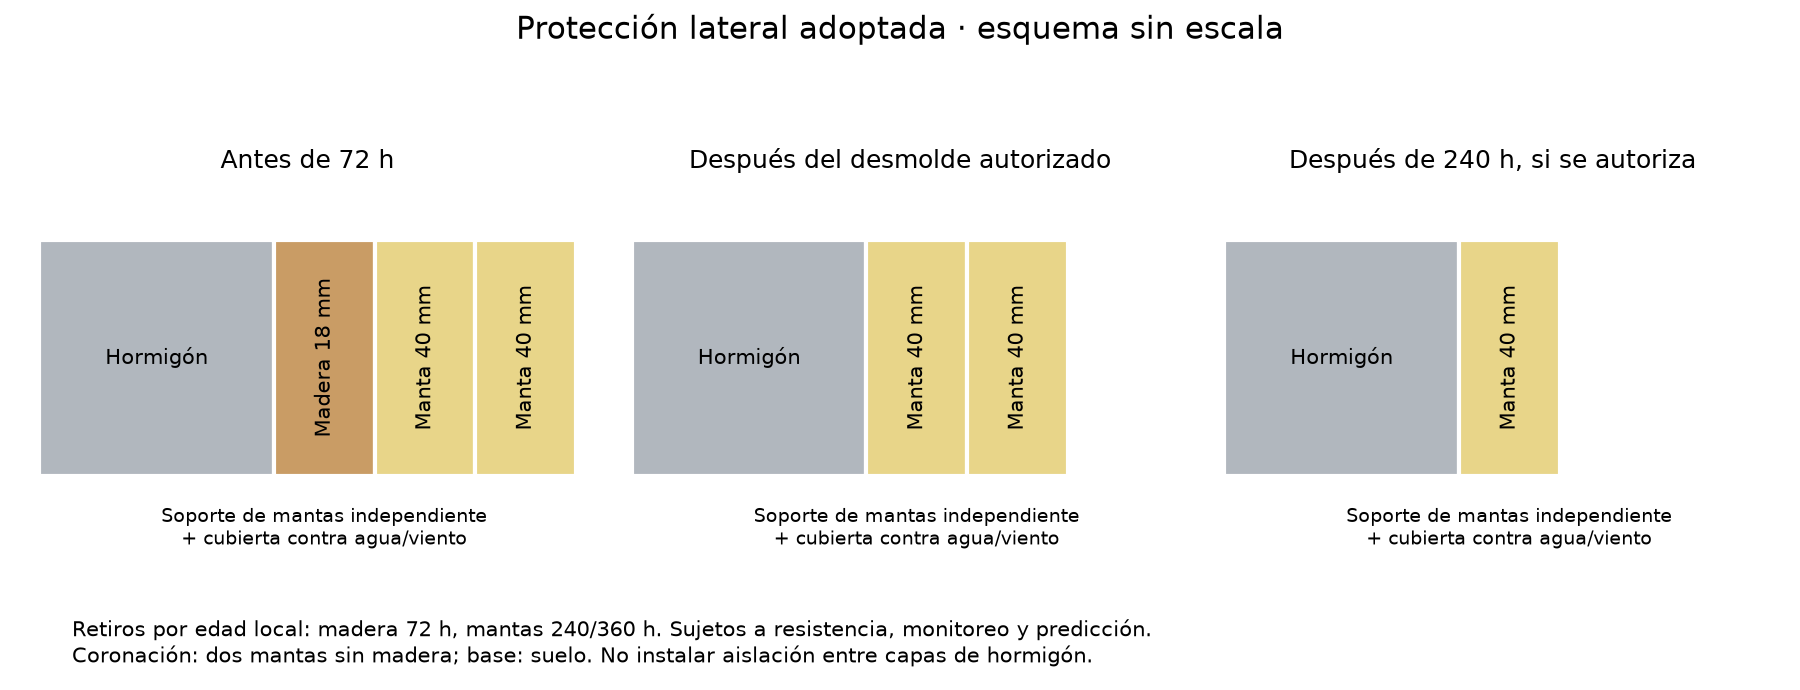 Protección lateral adoptada · esquema sin escala
Antes de 72 h
Hormigón
Madera 18 mm
Manta 40 mm
Manta 40 mm
Soporte de mantas independiente
+ cubierta contra agua/viento
Después del desmolde autorizado
Hormigón
Manta 40 mm
Manta 40 mm
Soporte de mantas independiente
+ cubierta contra agua/viento
Después de 240 h, si se autoriza
Hormigón
Manta 40 mm
Soporte de mantas independiente
+ cubierta contra agua/viento
Retiros por edad local: madera 72 h, mantas 240/360 h. Sujetos a resistencia, monitoreo y predicción.
Coronación: dos mantas sin madera; base: suelo. No instalar aislación entre capas de hormigón.